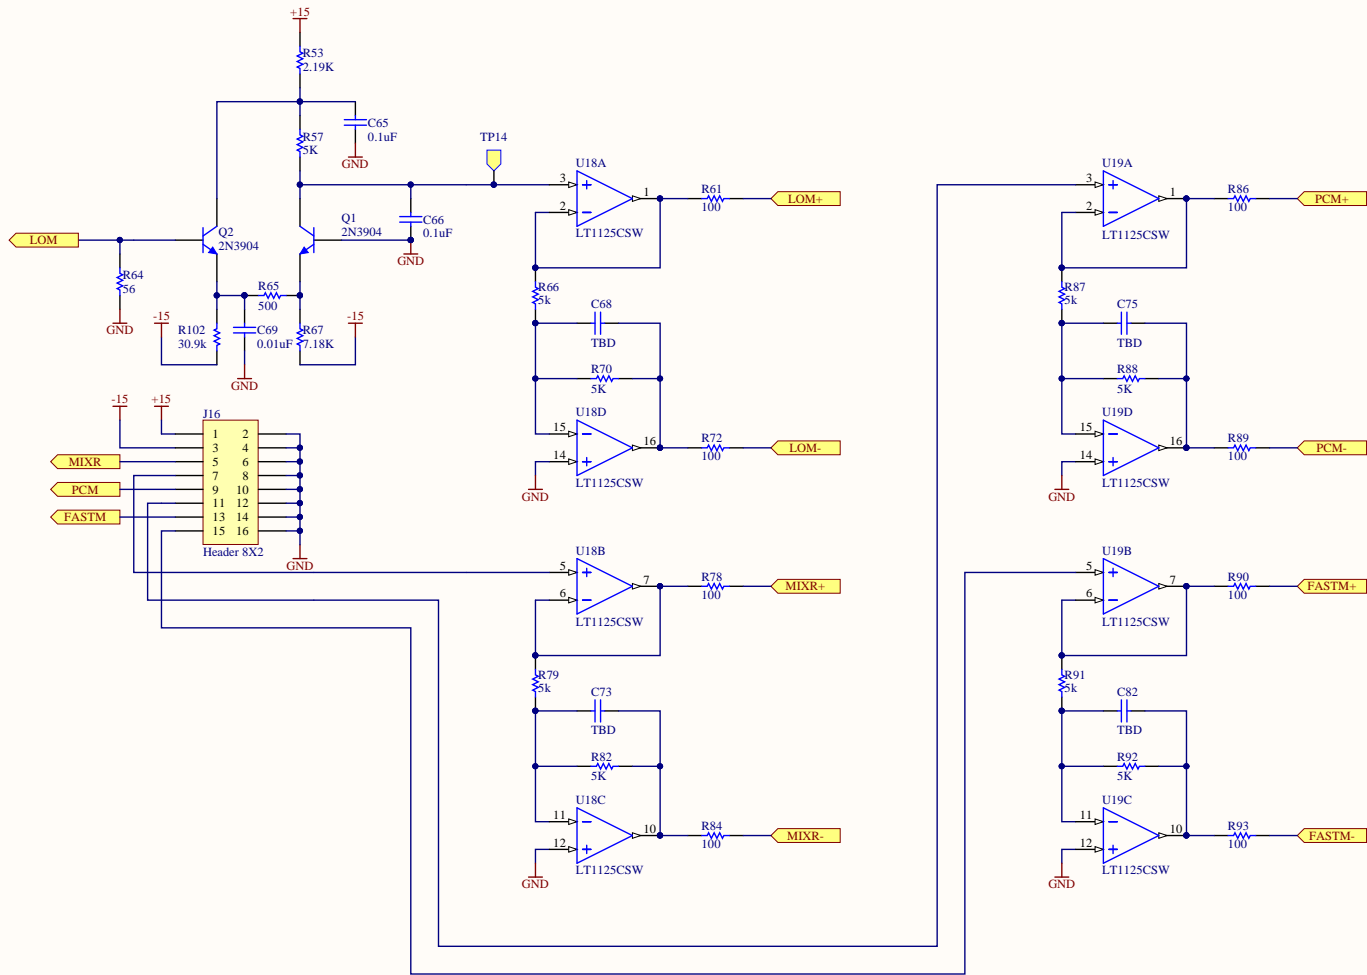 +15
R53
2.19K
R57
5K
C65
0.1uF
GND
TP14
Q2
2N3904
Q1
2N3904
C66
0.1uF
GND
LOM
R64
56
GND
R65
500
-15
R102
30.9k
C69
0.01uF
GND
R67
7.18K
-15
-15
+15
J16
1 2
3 4
5 6
7 8
9 10
11 12
13 14
15 16
Header 8X2
MIXR
PCM
FASTM
GND
U18A
3
2
1
LT1125CSW
R61
100
LOM+
R66
5k
C68
TBD
R70
5K
U18D
15
14
16
LT1125CSW
GND
R72
100
LOM-
U18B
5
6
7
LT1125CSW
R78
100
MIXR+
R79
5k
C73
TBD
R82
5K
U18C
11
12
10
LT1125CSW
GND
R84
100
MIXR-
U19A
3
2
1
LT1125CSW
R86
100
PCM+
R87
5k
C75
TBD
R88
5K
U19D
15
14
16
LT1125CSW
GND
R89
100
PCM-
U19B
5
6
7
LT1125CSW
R90
100
FASTM+
R91
5k
C82
TBD
R92
5K
U19C
11
12
10
LT1125CSW
GND
R93
100
FASTM-